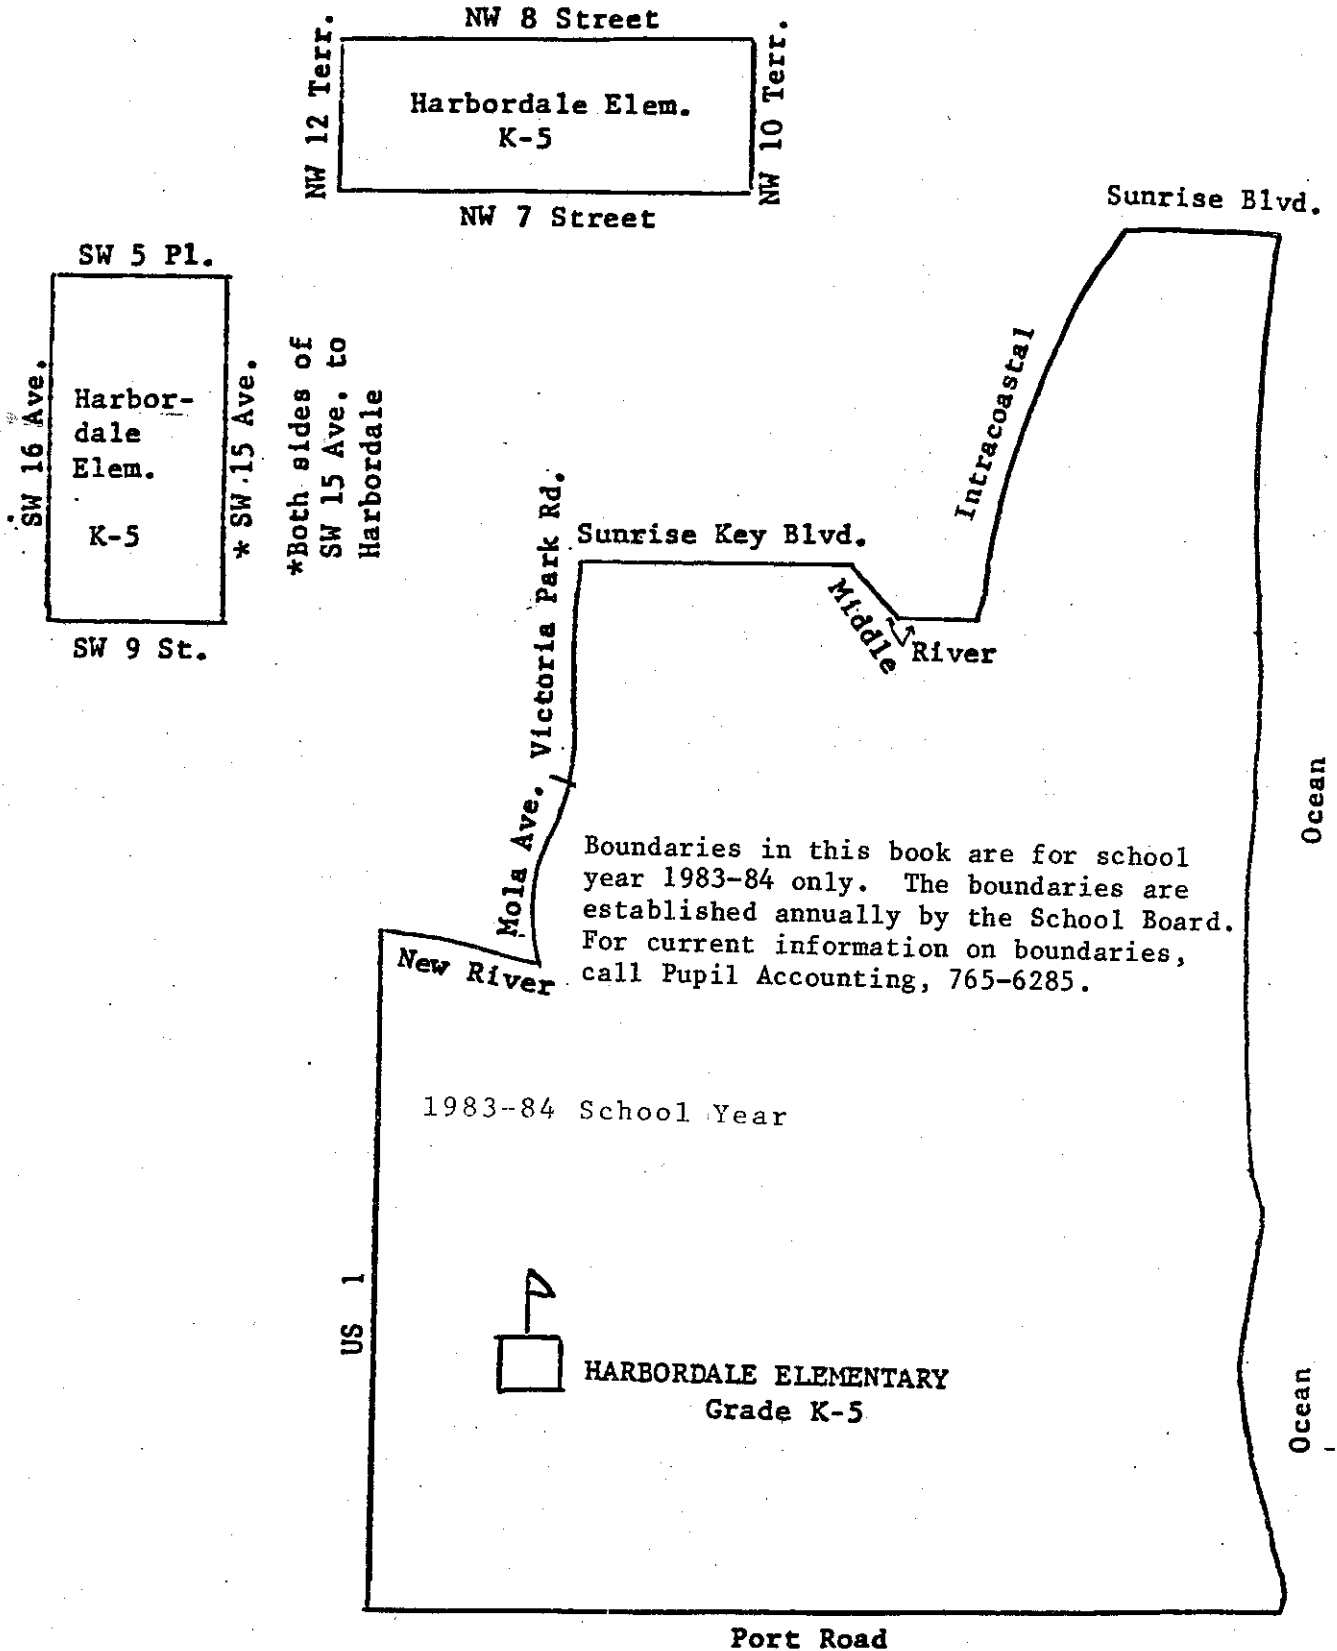 NW 8 Street
NW 12 Terr.
Harbordale Elem.
K-5
NW 10 Terr.
NW 7 Street
Sunrise Blvd.
SW 5 Pl.
SW 16 Ave.
Harbor-
dale
Elem.
K-5
* SW 15 Ave.
*Both sides of
SW 15 Ave. to
Harbordale
SW 9 St.
Intracoastal
Victoria Park Rd.
Sunrise Key Blvd.
Middle
River
Mola Ave.
Ocean
Boundaries in this book are for school
year 1983-84 only. The boundaries are
established annually by the School Board.
For current information on boundaries,
call Pupil Accounting, 765-6285.
New River
1983-84 School Year
US 1
HARBORDALE ELEMENTARY
Grade K-5
Ocean
Port Road